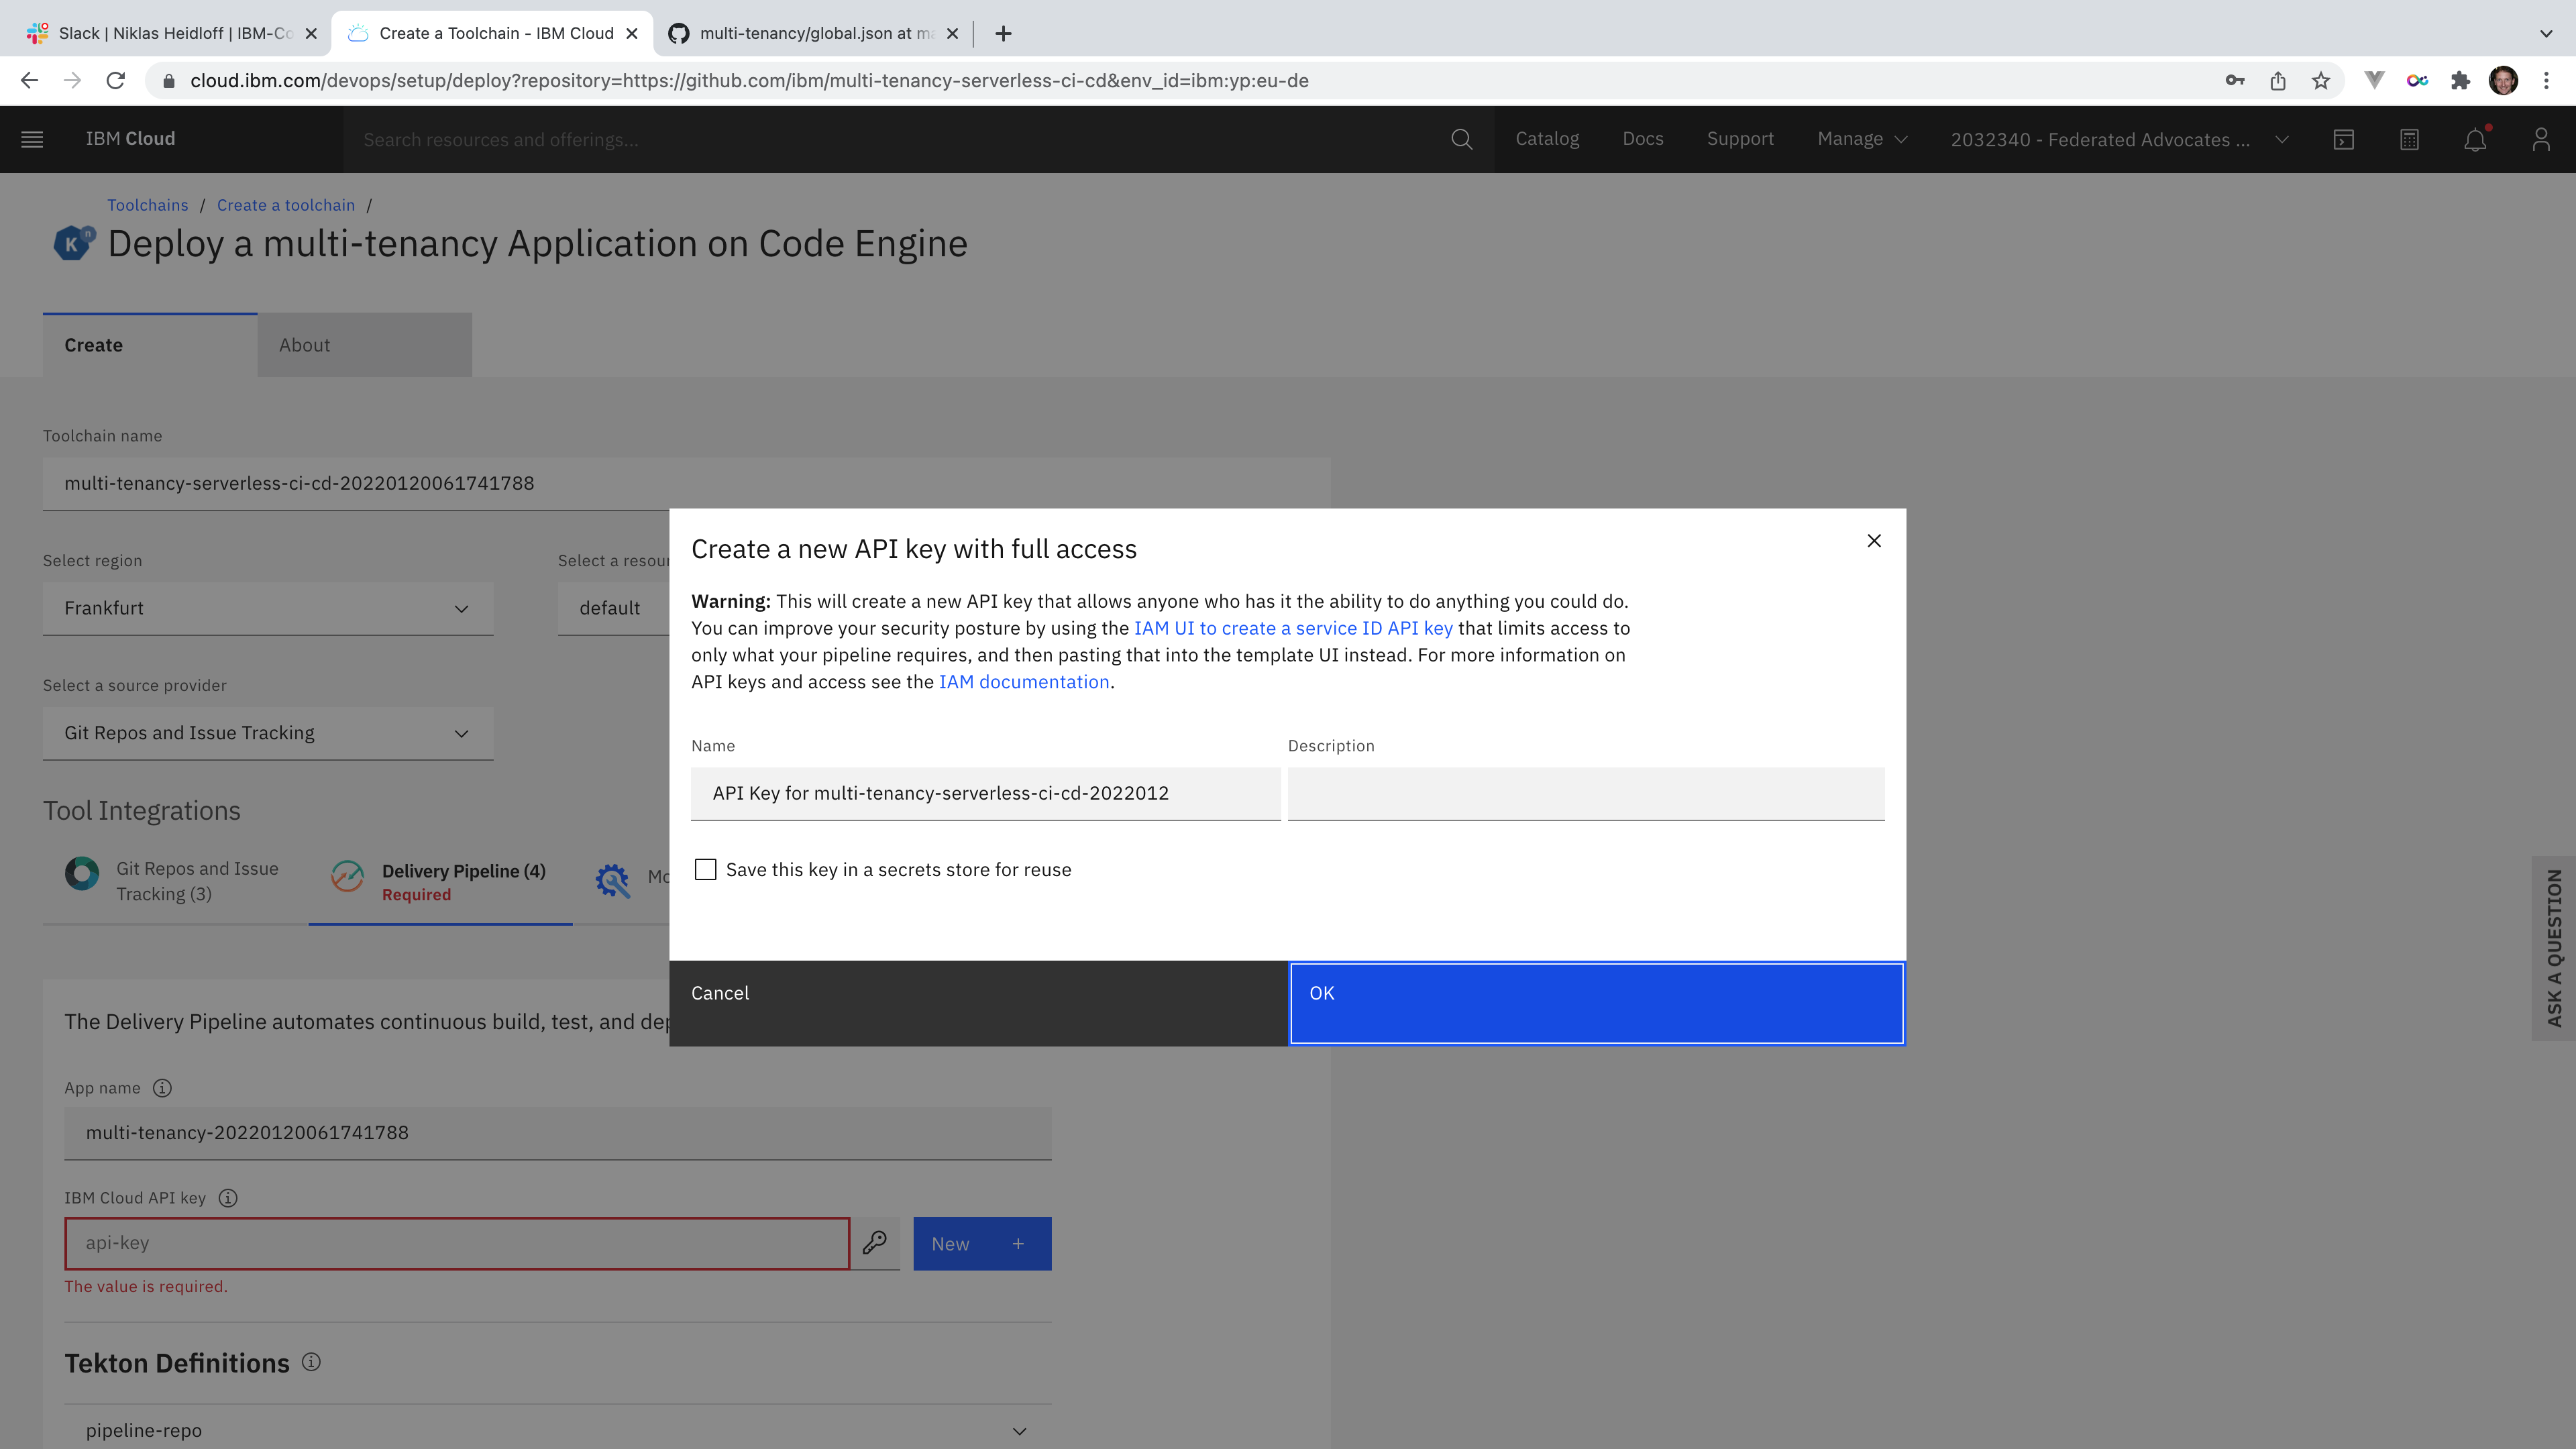 Slack | Niklas Heidloff | IBM-Co
Create a Toolchain - IBM Cloud
multi-tenancy/global.json at ma
cloud.ibm.com/devops/setup/deploy?repository=https://github.com/ibm/multi-tenancy-serverless-ci-cd&env_id=ibm:yp:eu-de
IBM Cloud
Search resources and offerings...
Catalog
Docs
Support
Manage
2032340 - Federated Advocates ...
Toolchains / Create a toolchain /
K n
Deploy a multi-tenancy Application on Code Engine
Create
About
Toolchain name
multi-tenancy-serverless-ci-cd-20220120061741788
Select region
Select a resour
Frankfurt
default
Select a source provider
Git Repos and Issue Tracking
Tool Integrations
Git Repos and Issue
Tracking (3)
Delivery Pipeline (4)
Required
Mo
The Delivery Pipeline automates continuous build, test, and dep
App name
multi-tenancy-20220120061741788
IBM Cloud API key
api-key
New +
The value is required.
Tekton Definitions
pipeline-repo
Create a new API key with full access
Warning: This will create a new API key that allows anyone who has it the ability to do anything you could do.
You can improve your security posture by using the IAM UI to create a service ID API key that limits access to
only what your pipeline requires, and then pasting that into the template UI instead. For more information on
API keys and access see the IAM documentation.
Name
Description
API Key for multi-tenancy-serverless-ci-cd-2022012
Save this key in a secrets store for reuse
Cancel
OK
ASK A QUESTION